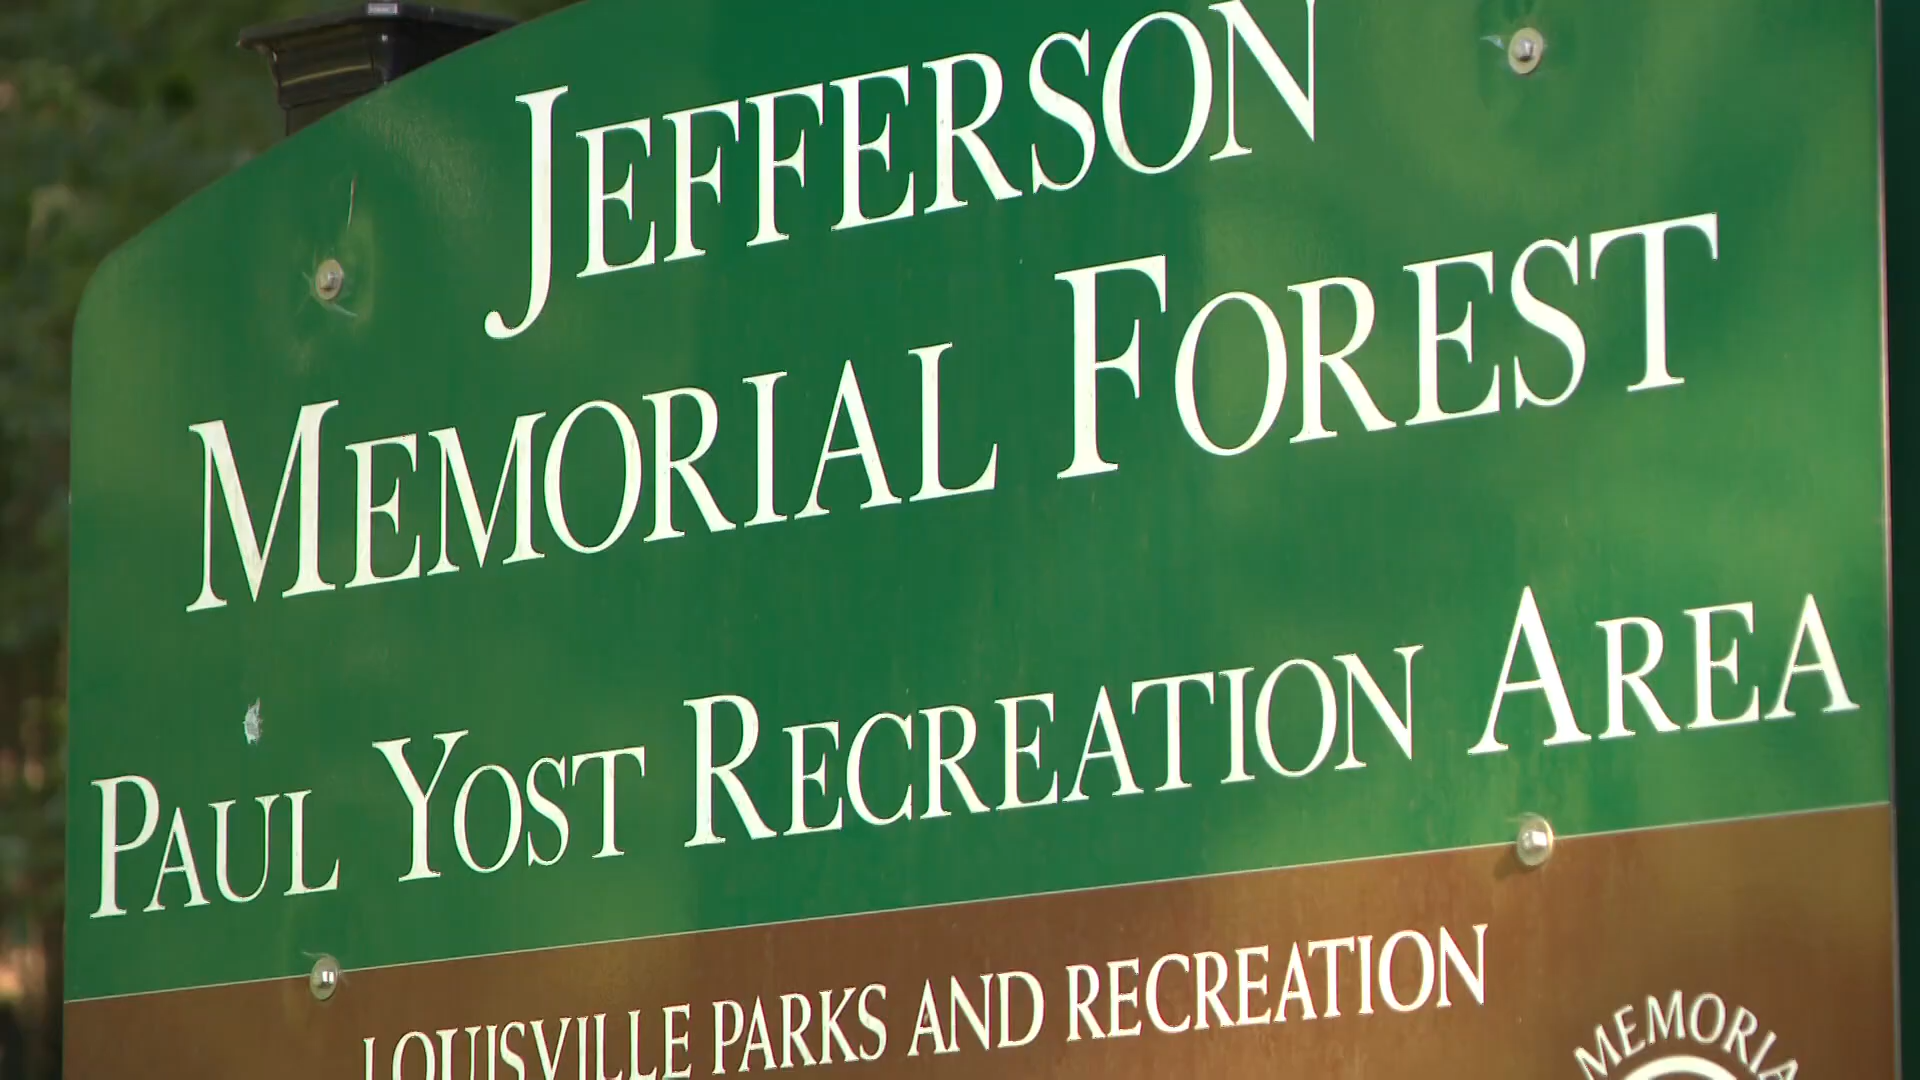 JEFFERSON
MEMORIAL FOREST
PAUL YOST RECREATION AREA
LOUISVILLE PARKS AND RECREATION